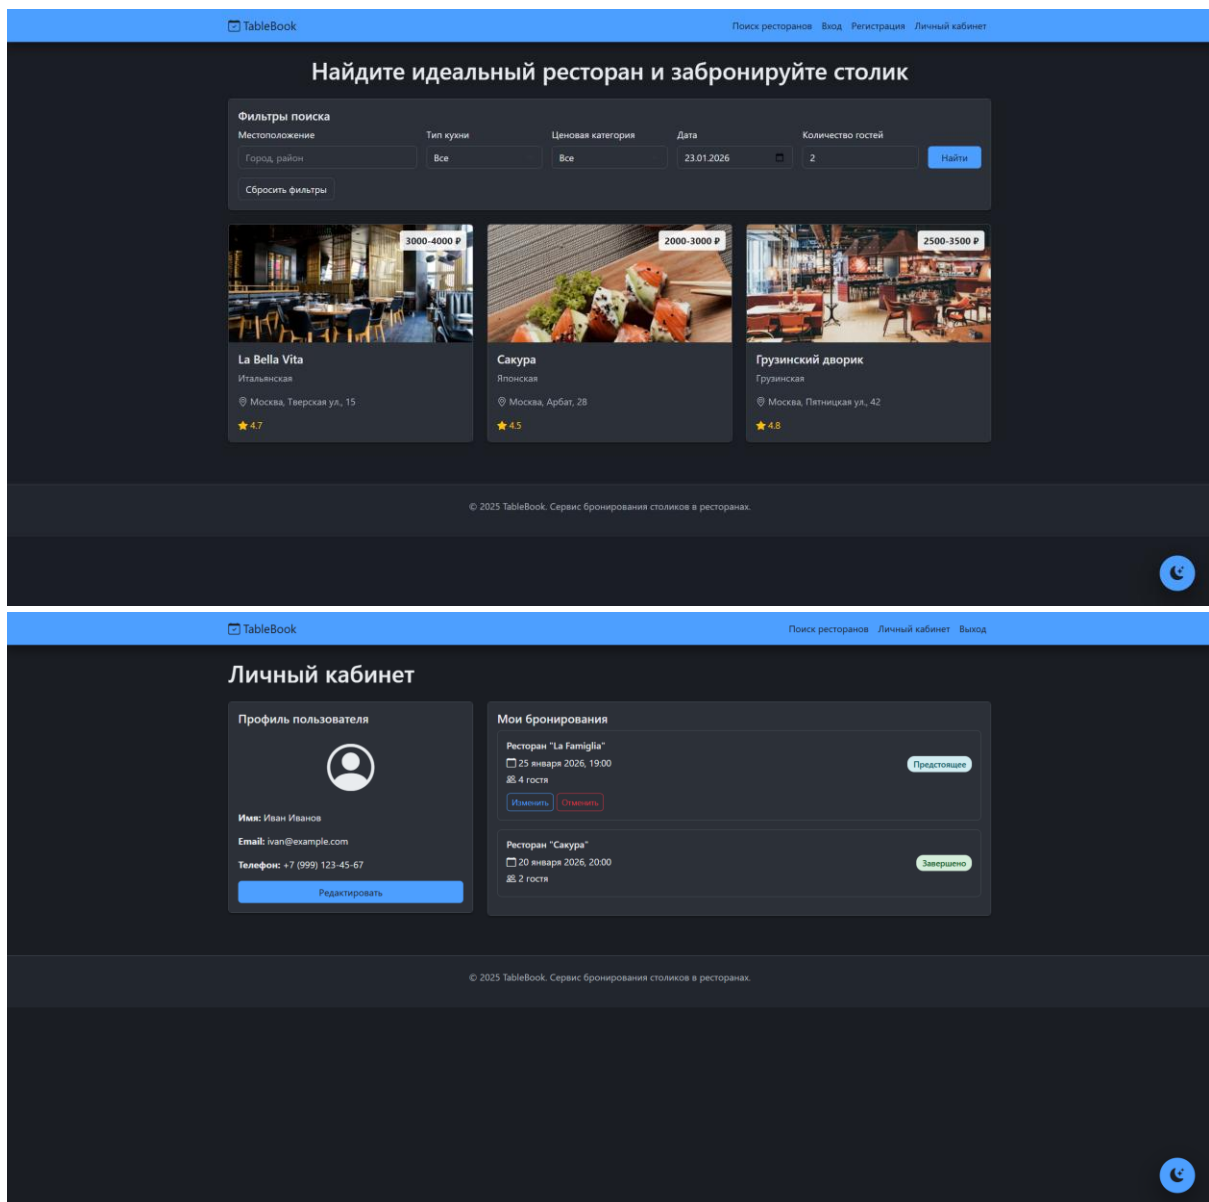 TableBook
Поиск ресторанов Вход Регистрация Личный кабинет
Найдите идеальный ресторан и забронируйте столик
Фильтры поиска
Местоположение Тип кухни Ценовая категория Дата Количество гостей
Город, район Все Все 23.01.2026 2 Найти
Сбросить фильтры
3000-4000 ₽ 2000-3000 ₽ 2500-3500 ₽
La Bella Vita Сакура Грузинский дворик
Итальянская Японская Грузинская
Москва, Тверская ул., 15 Москва, Арбат, 28 Москва, Пятницкая ул., 42
4.7 4.5 4.8
© 2025 TableBook. Сервис бронирования столиков в ресторанах.
TableBook
Поиск ресторанов Личный кабинет Выход
Личный кабинет
Профиль пользователя
Имя: Иван Иванов
Email: ivan@example.com
Телефон: +7 (999) 123-45-67
Редактировать
Мои бронирования
Ресторан "La Famiglia"
25 января 2026, 19:00
4 гостя
Предстоящее
Изменить Отменить
Ресторан "Сакура"
20 января 2026, 20:00
2 гостя
Завершено
© 2025 TableBook. Сервис бронирования столиков в ресторанах.